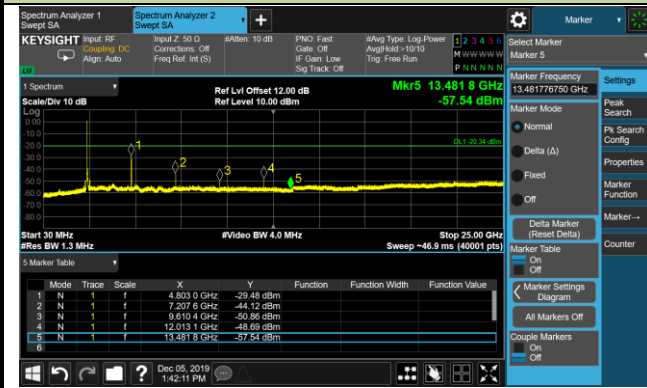 Spectrum Analyzer 1
Swept SA
Spectrum Analyzer 2
Swept SA
+
Marker
KEYSIGHT
Input: RF
Coupling: DC
Align: Auto
Input Z: 50 Ω
Corrections: Off
Freq Ref: Int (S)
#Atten: 10 dB
PNO: Fast
Gate: Off
IF Gain: Low
Sig Track: Off
#Avg Type: Log-Power
Avg|Hold:>10/10
Trig: Free Run
1 2 3 4 5 6
M W W W W W
P N N N N N
LV
Select Marker
Marker 5
1 Spectrum
Scale/Div 10 dB
Log
Ref Lvl Offset 12.00 dB
Ref Level 10.00 dBm
Mkr5 13.481 8 GHz
-57.54 dBm
0.00
-10.0
-20.0
-30.0
-40.0
-50.0
-60.0
-70.0
-80.0
DL1 -20.34 dBm
1
2
3
4
5
Start 30 MHz
#Res BW 1.3 MHz
#Video BW 4.0 MHz
Stop 25.00 GHz
Sweep ~46.9 ms (40001 pts)
5 Marker Table
Mode Trace Scale X Y Function Function Width Function Value
1 N 1 f 4.803 0 GHz -29.48 dBm
2 N 1 f 7.207 6 GHz -44.12 dBm
3 N 1 f 9.610 4 GHz -50.86 dBm
4 N 1 f 12.013 1 GHz -48.69 dBm
5 N 1 f 13.481 8 GHz -57.54 dBm
6
Marker Frequency
13.481776750 GHz
Marker Mode
Normal
Delta (Δ)
Fixed
Off
Delta Marker
(Reset Delta)
Marker Table
On
Off
Marker Settings
Diagram
All Markers Off
Couple Markers
On
Off
Settings
Peak
Search
Pk Search
Config
Properties
Marker
Function
Marker→
Counter
?
Dec 05, 2019
1:42:11 PM